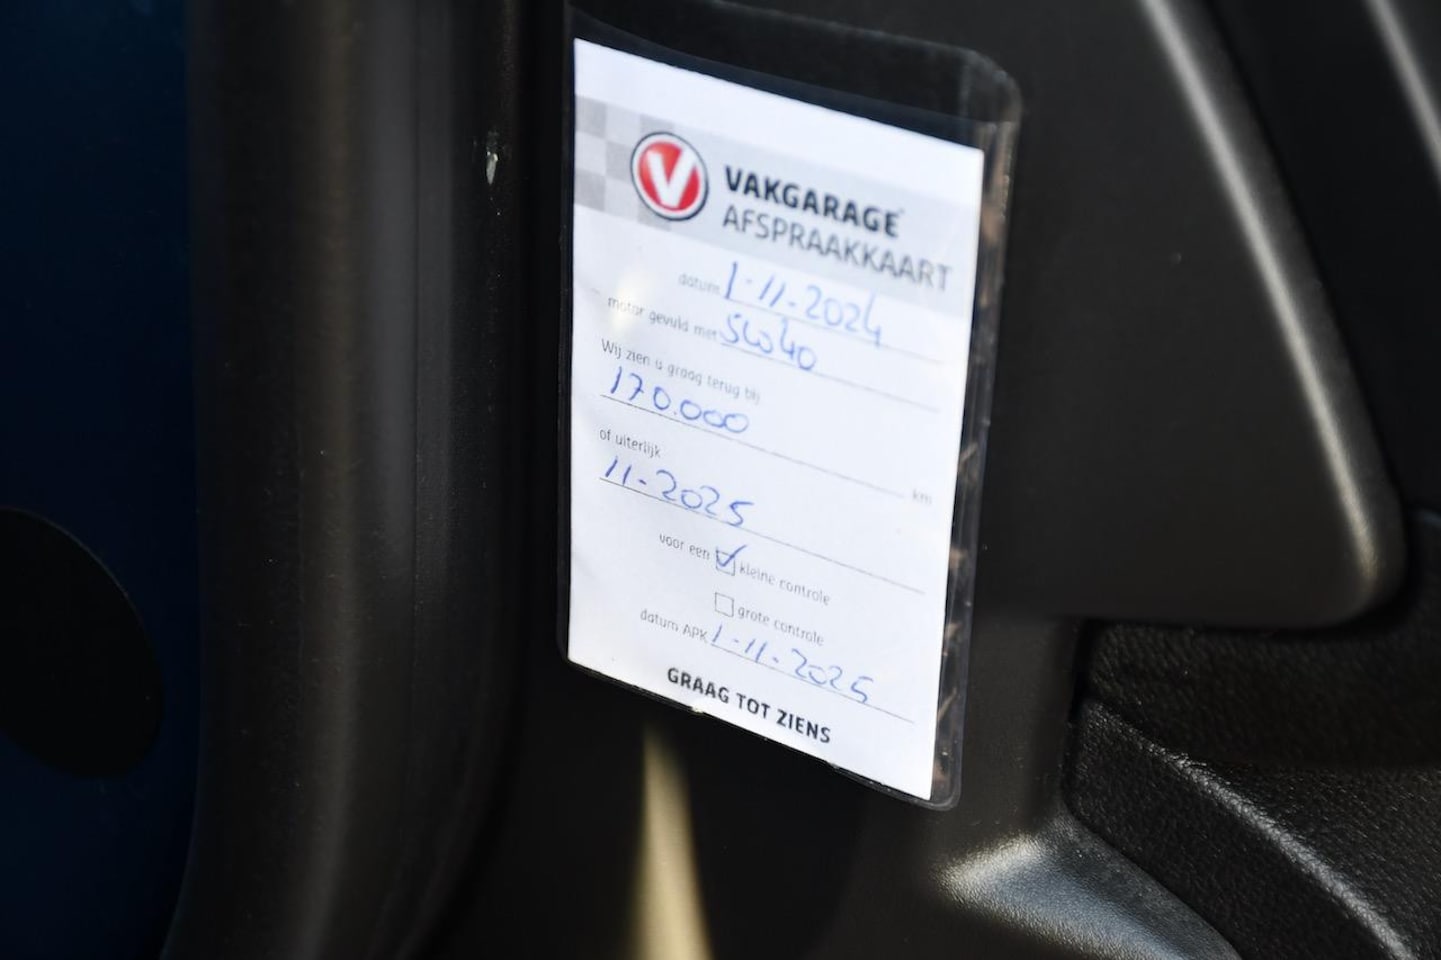 V VAKGARAGE
AFSPRAAKKAART
datum 1-11-2024
motor gevuld met 5w40
Wij zien u graag terug bij
170.000 km
of uiterlijk
11-2025
voor een ☑ kleine controle
☐ grote controle
datum APK 1-11-2025
GRAAG TOT ZIENS